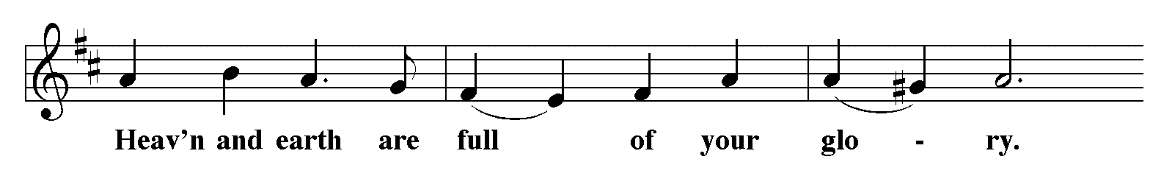 Heav’n and earth are full of your glo - ry.